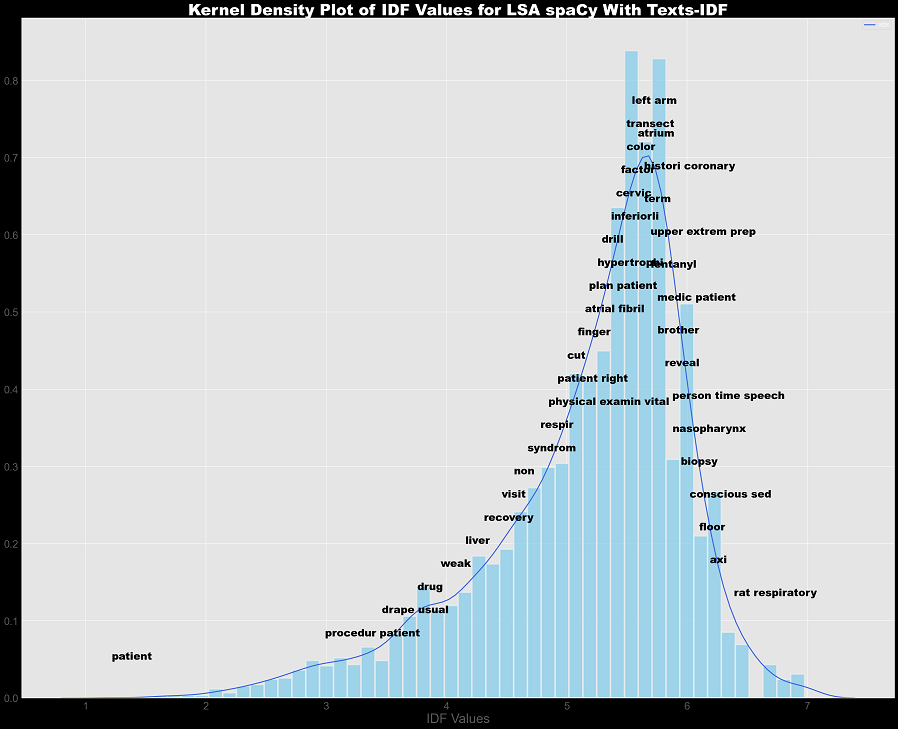 Kernel Density Plot of IDF Values for LSA spaCy With Texts-IDF
0.8
left arm
transect
atrium
color
0.7
histori coronary
factor
cervic
term
inferiorli
0.6
upper extrem prep
drill
hypertrophi
fentanyl
plan patient
medic patient
0.5
atrial fibril
finger
brother
cut
reveal
patient right
0.4
person time speech
physical examin vital
respir
nasopharynx
syndrom
0.3
biopsy
non
visit
conscious sed
recovery
floor
0.2
liver
weak
axi
drug
rat respiratory
drape usual
0.1
procedur patient
patient
0.0
1 2 3 4 5 6 7
IDF Values